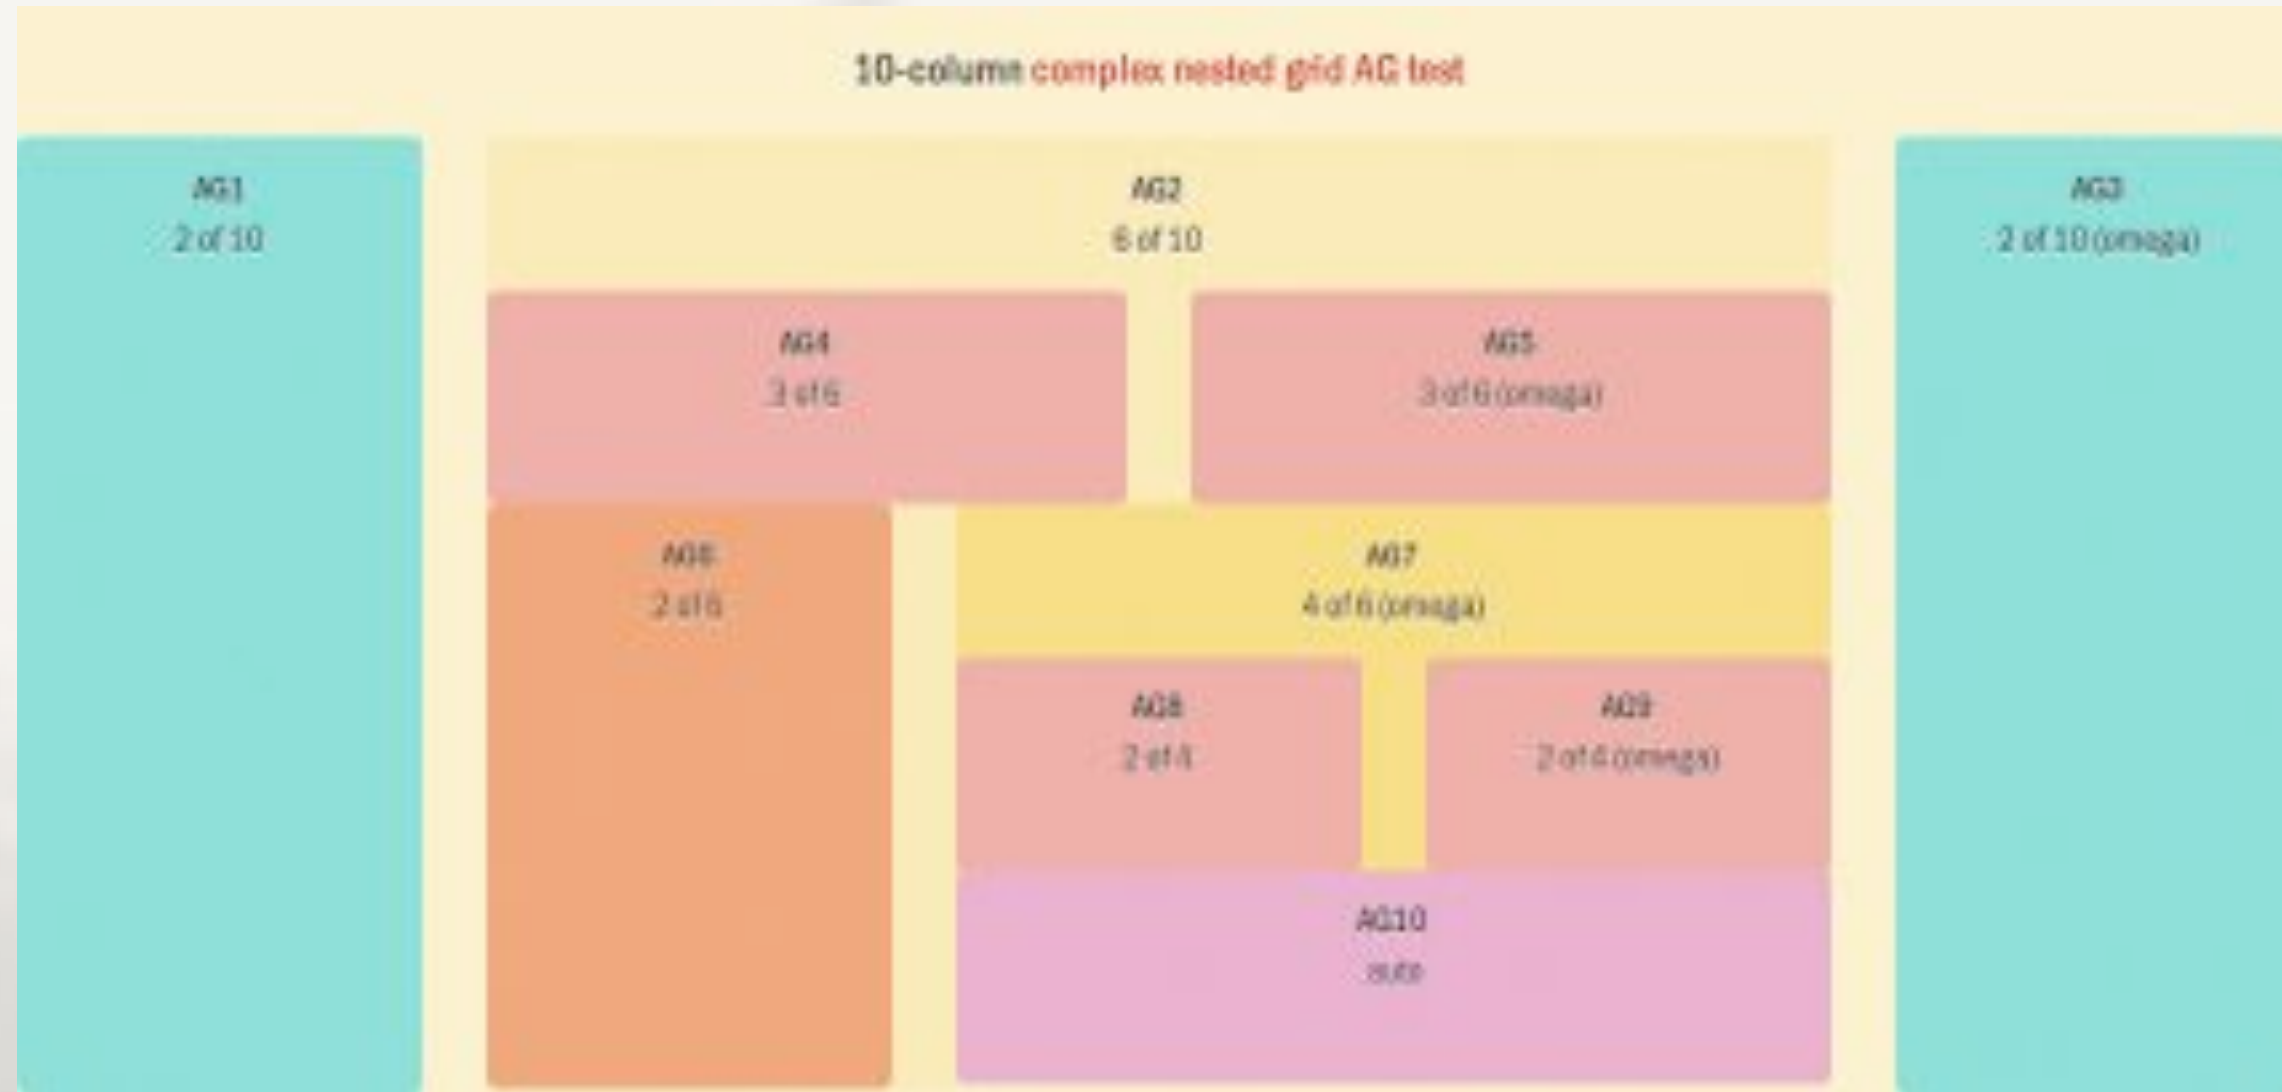 10-column complex nested grid AG test
AG1
2 of 10
AG2
6 of 10
AG3
2 of 10 (omega)
AG4
3 of 6
AG5
3 of 6 (omega)
AG6
2 of 6
AG7
4 of 6 (omega)
AG8
2 of 4
AG9
2 of 4 (omega)
AG10
auto